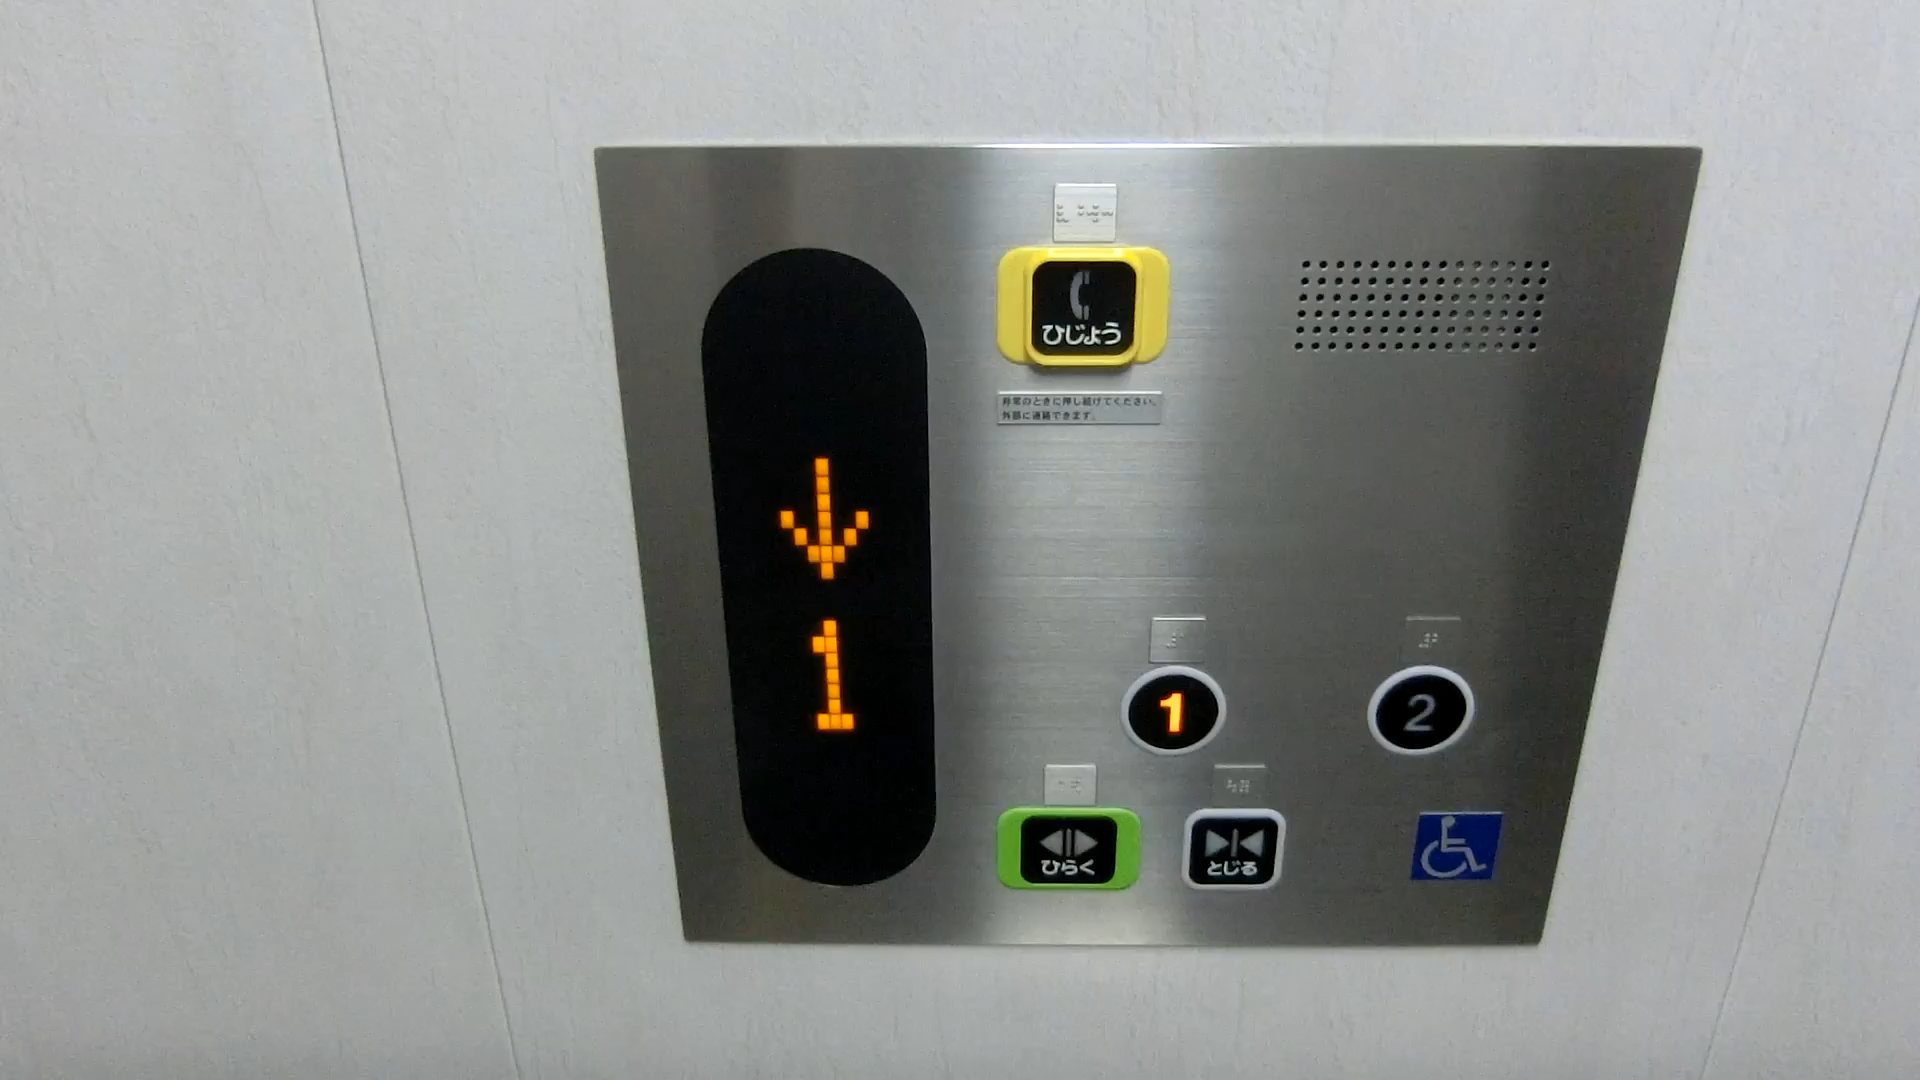 ひじょう
非常のときに押し続けてください。
外部に連絡できます。
1
1
2
ひらく
とじる